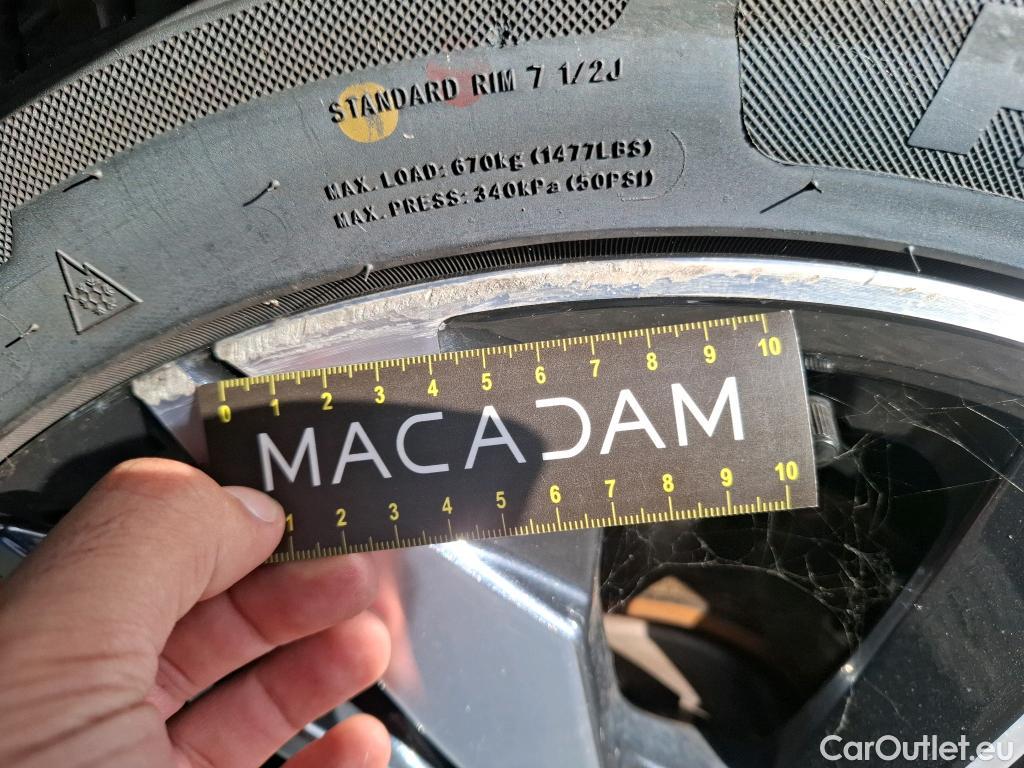 STANDARD RIM 7 1/2J
MAX. LOAD: 670kg (1477LBS)
MAX. PRESS: 340kPa (50PSI)
0 1 2 3 4 5 6 7 8 9 10
MACADAM
1 2 3 4 5 6 7 8 9 10
CarOutlet.eu